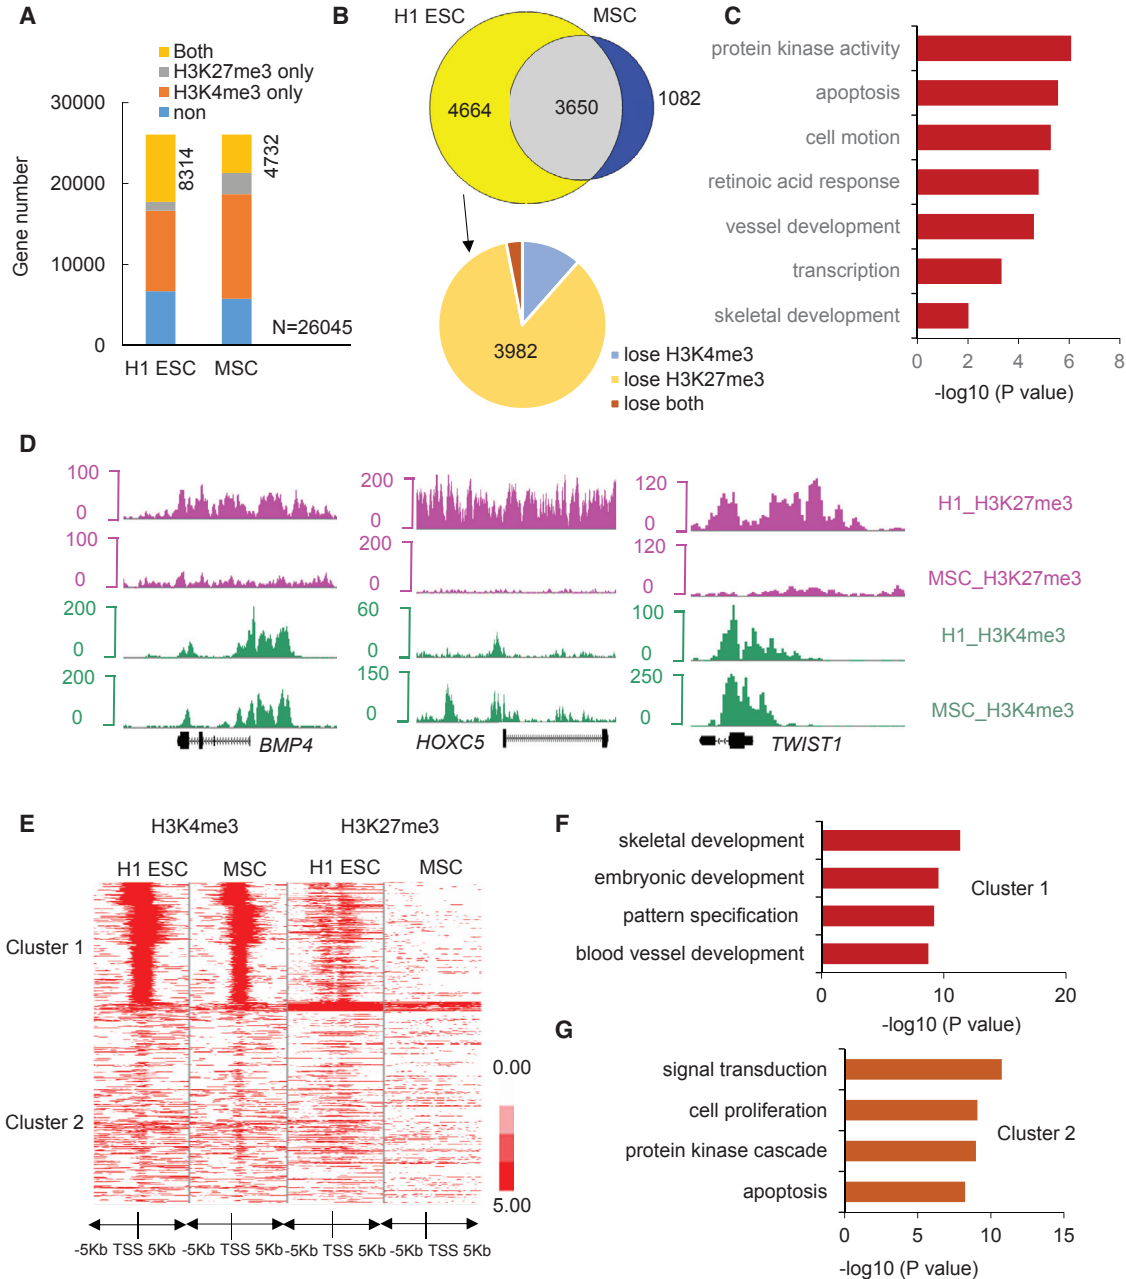 A
Both
H3K27me3 only
H3K4me3 only
non
30000
20000
10000
0
Gene number
8314
4732
N=26045
H1 ESC
MSC
B
H1 ESC
MSC
4664
3650
1082
3982
lose H3K4me3
lose H3K27me3
lose both
C
protein kinase activity
apoptosis
cell motion
retinoic acid response
vessel development
transcription
skeletal development
0 2 4 6 8
-log10 (P value)
D
100
0
200
0
120
0
H1_H3K27me3
100
0
200
0
120
0
MSC_H3K27me3
200
0
60
0
100
0
H1_H3K4me3
200
0
150
0
250
0
MSC_H3K4me3
BMP4
HOXC5
TWIST1
E
H3K4me3
H3K27me3
H1 ESC
MSC
H1 ESC
MSC
Cluster 1
Cluster 2
0.00
5.00
-5Kb TSS 5Kb
-5Kb TSS 5Kb
-5Kb TSS 5Kb
-5Kb TSS 5Kb
F
skeletal development
embryonic development
pattern specification
blood vessel development
Cluster 1
0 10 20
-log10 (P value)
G
signal transduction
cell proliferation
protein kinase cascade
apoptosis
Cluster 2
0 5 10 15
-log10 (P value)